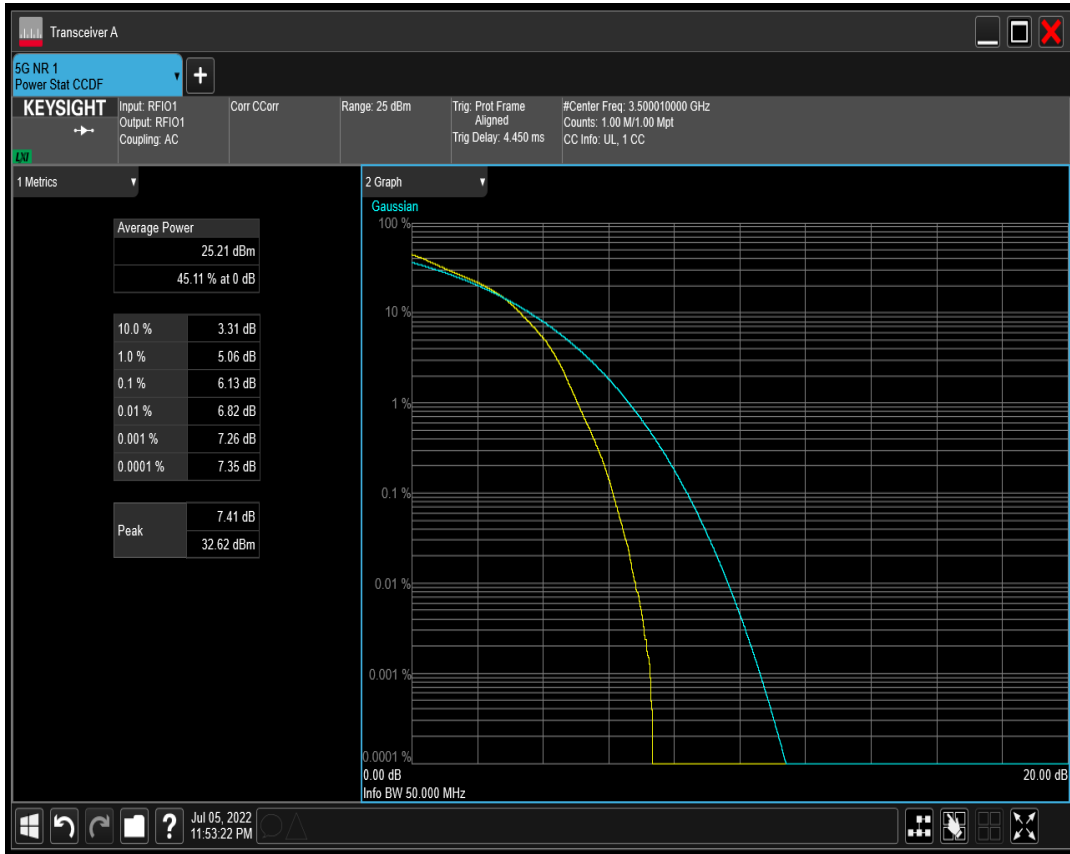 Transceiver A
5G NR 1
Power Stat CCDF
+
KEYSIGHT
LXI
Input: RFIO1
Output: RFIO1
Coupling: AC
Corr CCorr
Range: 25 dBm
Trig: Prot Frame
Aligned
Trig Delay: 4.450 ms
#Center Freq: 3.500010000 GHz
Counts: 1.00 M/1.00 Mpt
CC Info: UL, 1 CC
1 Metrics
Average Power
25.21 dBm
45.11 % at 0 dB
10.0 % 3.31 dB
1.0 % 5.06 dB
0.1 % 6.13 dB
0.01 % 6.82 dB
0.001 % 7.26 dB
0.0001 % 7.35 dB
Peak
7.41 dB
32.62 dBm
2 Graph
Gaussian
100 %
10 %
1 %
0.1 %
0.01 %
0.001 %
0.0001 %
0.00 dB 20.00 dB
Info BW 50.000 MHz
?
Jul 05, 2022
11:53:22 PM